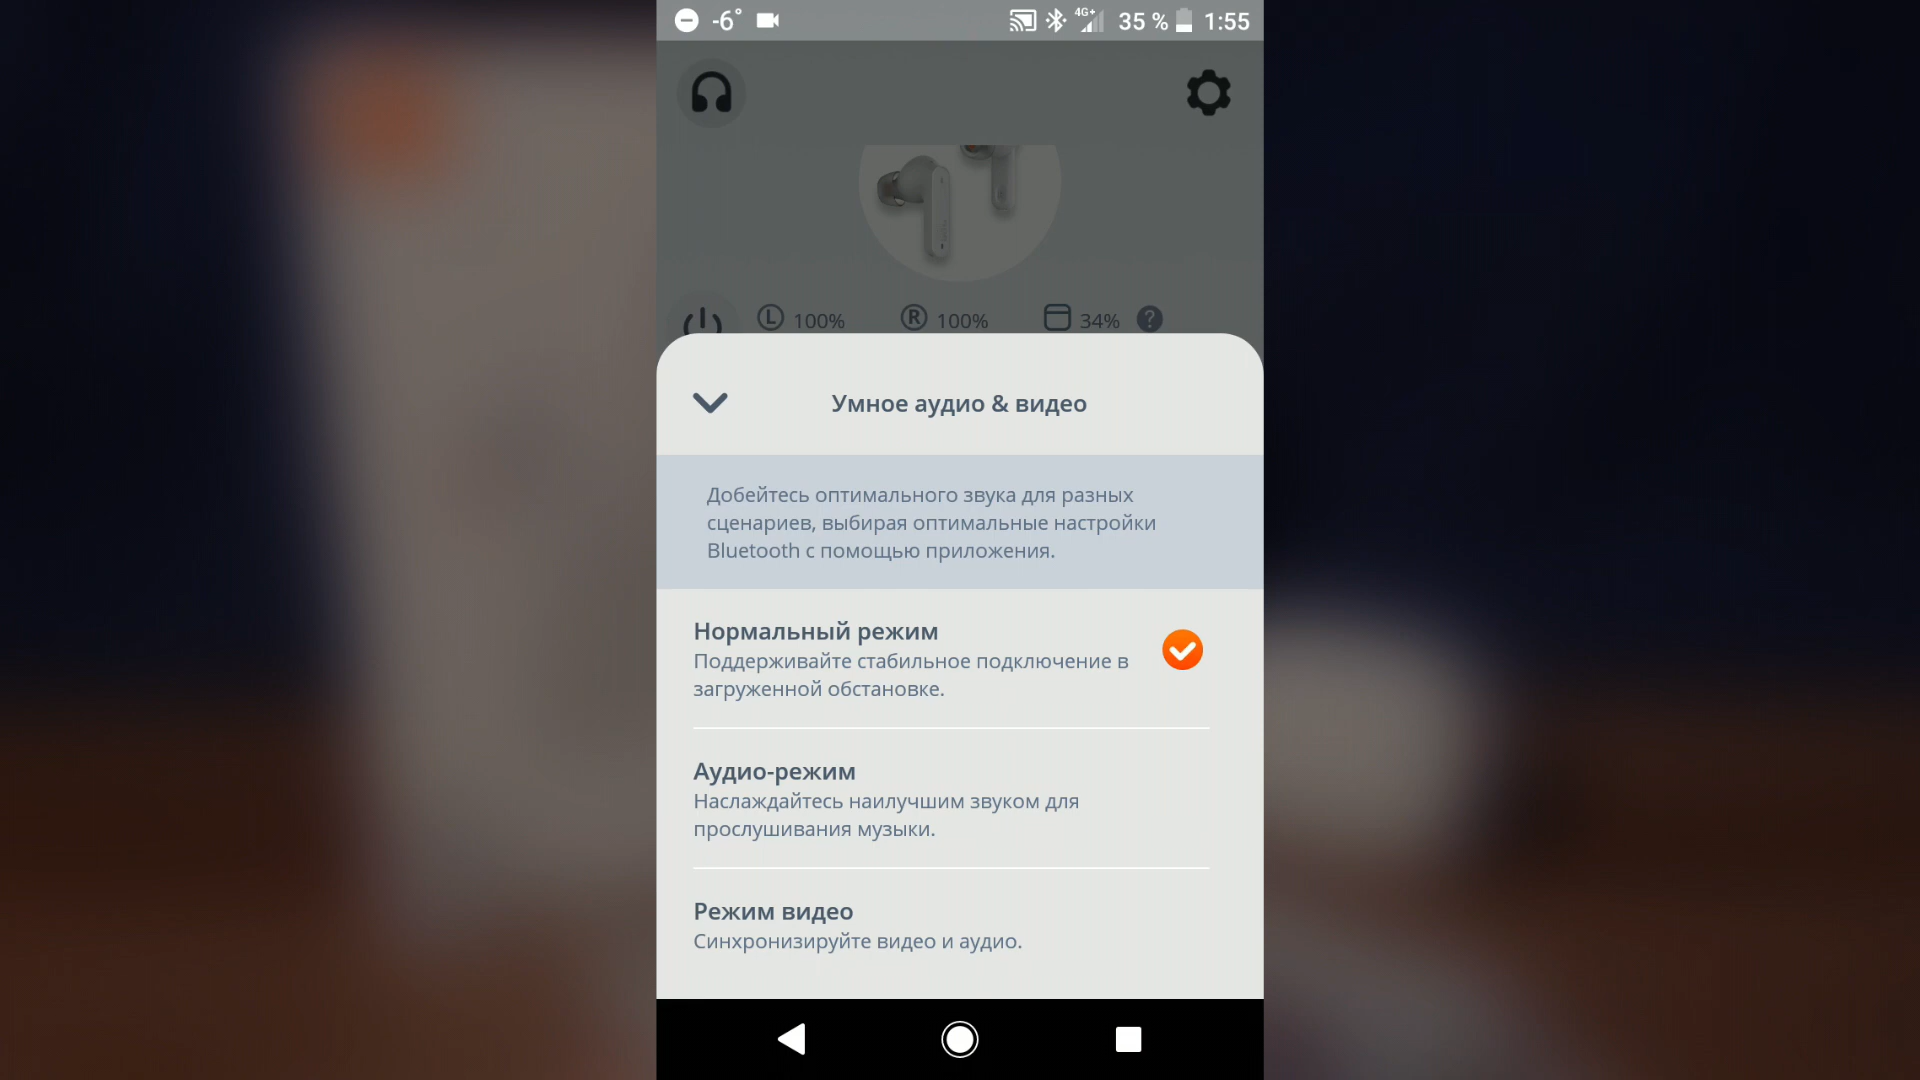 -6° 4G+ 35 % 1:55
L 100% R 100% 34% ?
Умное аудио & видео
Добейтесь оптимального звука для разных
сценариев, выбирая оптимальные настройки
Bluetooth с помощью приложения.
Нормальный режим
Поддерживайте стабильное подключение в
загруженной обстановке.
Аудио-режим
Наслаждайтесь наилучшим звуком для
прослушивания музыки.
Режим видео
Синхронизируйте видео и аудио.